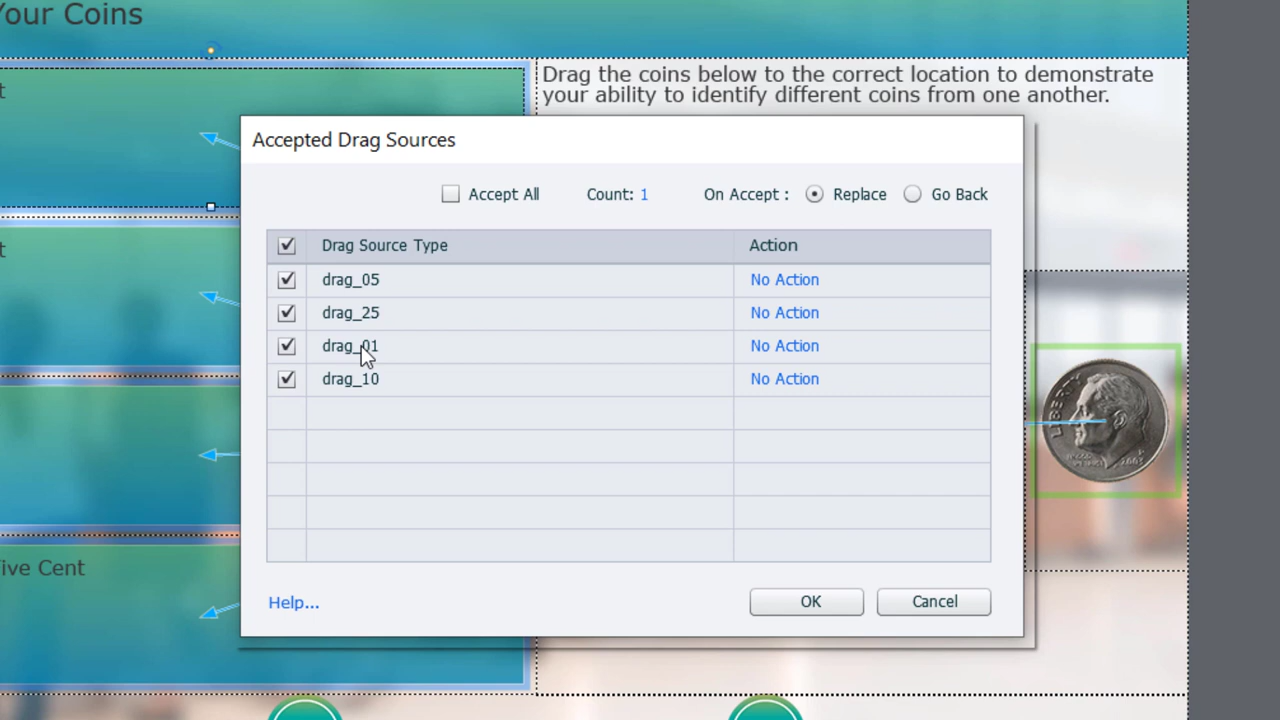 Your Coins
t
Drag the coins below to the correct location to demonstrate
your ability to identify different coins from one another.
Accepted Drag Sources
Accept All Count: 1 On Accept : Replace Go Back
Drag Source Type Action
drag_05 No Action
drag_25 No Action
drag_01 No Action
drag_10 No Action
t
ive Cent
LIBERTY
Help... OK Cancel